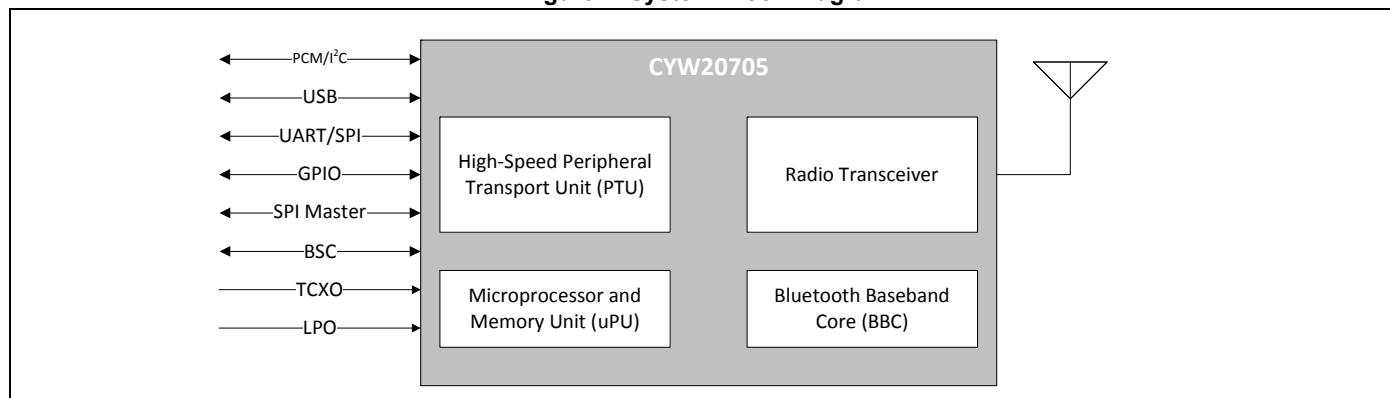 CYW20705
PCM/I²C
USB
UART/SPI
GPIO
SPI Master
BSC
TCXO
LPO
High-Speed Peripheral
Transport Unit (PTU)
Radio Transceiver
Microprocessor and
Memory Unit (uPU)
Bluetooth Baseband
Core (BBC)